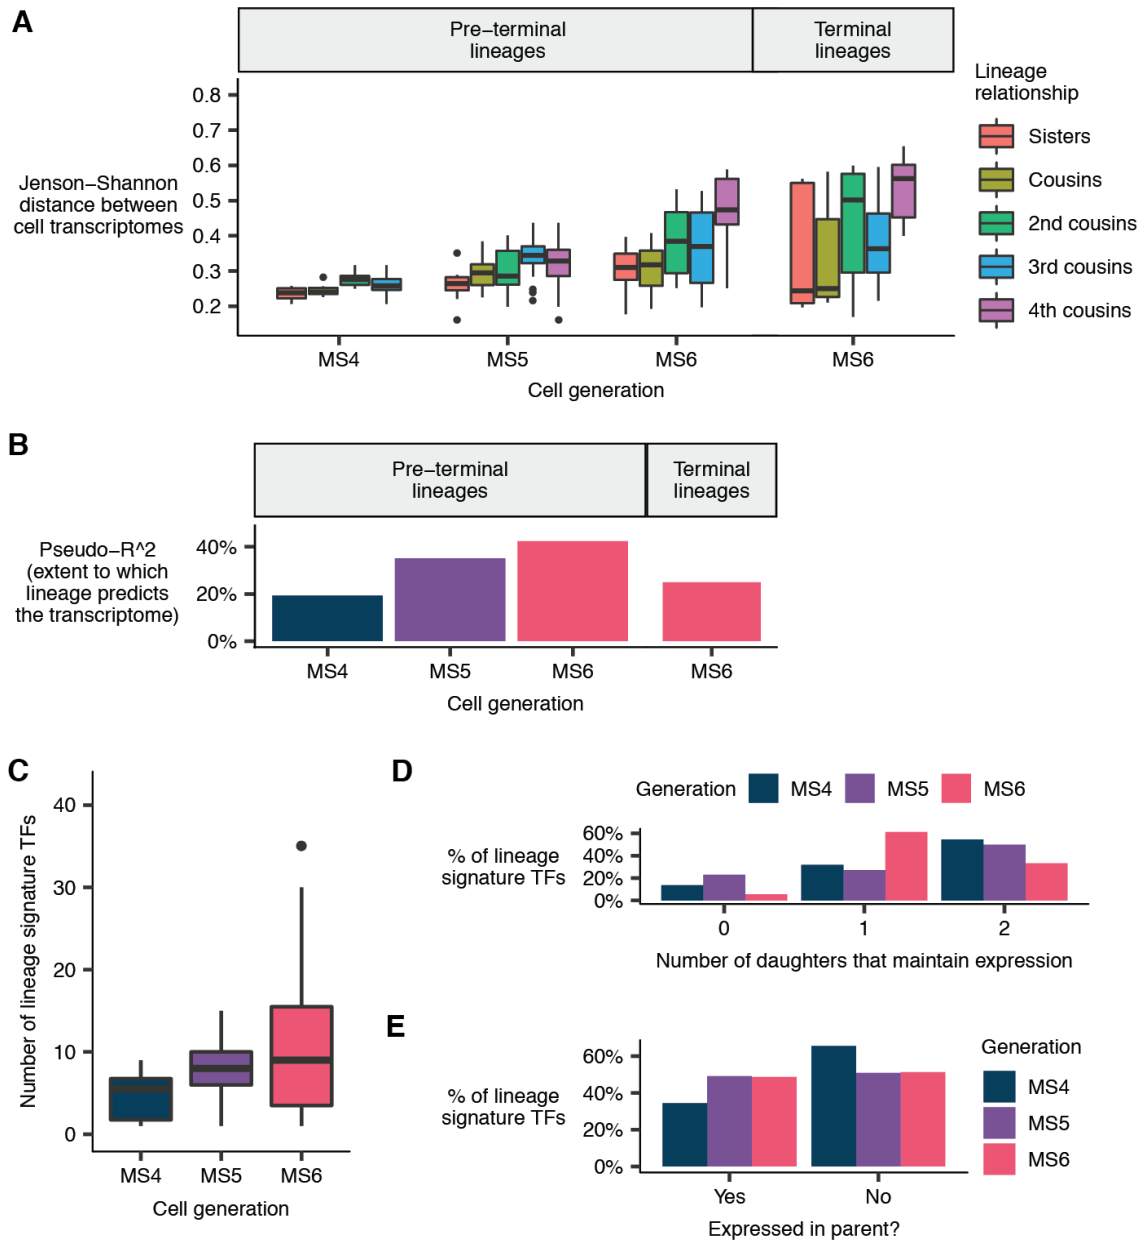 A
Pre−terminal
lineages
Terminal
lineages
Jenson−Shannon
distance between
cell transcriptomes
0.8
0.7
0.6
0.5
0.4
0.3
0.2
MS4
MS5
MS6
MS6
Cell generation
Lineage
relationship
Sisters
Cousins
2nd cousins
3rd cousins
4th cousins
B
Pre−terminal
lineages
Terminal
lineages
Pseudo−R^2
(extent to which
lineage predicts
the transcriptome)
40%
20%
0%
MS4
MS5
MS6
MS6
Cell generation
C
Number of lineage signature TFs
40
30
20
10
0
MS4
MS5
MS6
Cell generation
D
Generation
MS4
MS5
MS6
% of lineage
signature TFs
60%
40%
20%
0%
0
1
2
Number of daughters that maintain expression
E
% of lineage
signature TFs
60%
40%
20%
0%
Yes
No
Expressed in parent?
Generation
MS4
MS5
MS6